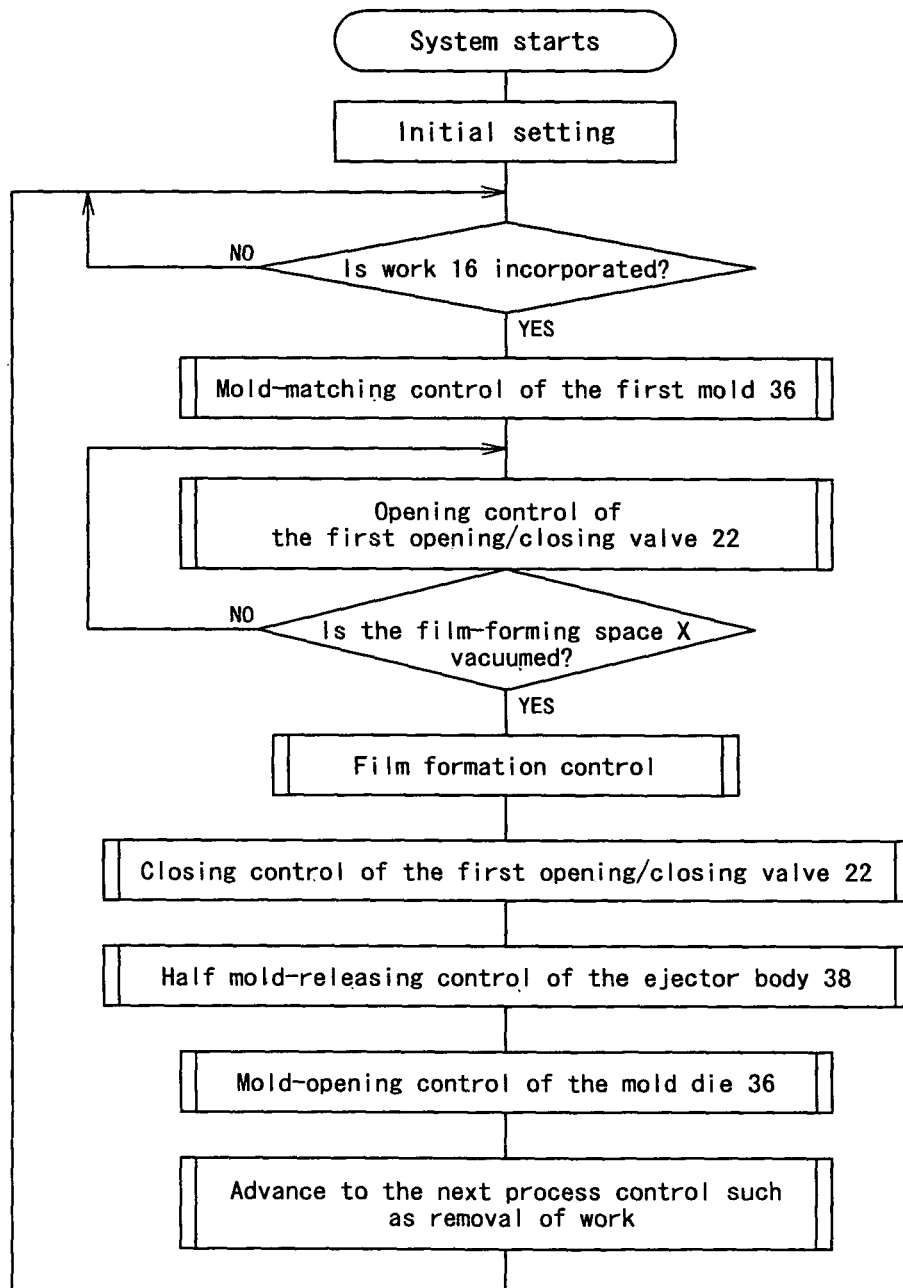 System starts
Initial setting
NO
Is work 16 incorporated?
YES
Mold-matching control of the first mold 36
Opening control of
the first opening/closing valve 22
NO
Is the film-forming space X
vacuumed?
YES
Film formation control
Closing control of the first opening/closing valve 22
Half mold-releasing control of the ejector body 38
Mold-opening control of the mold die 36
Advance to the next process control such
as removal of work